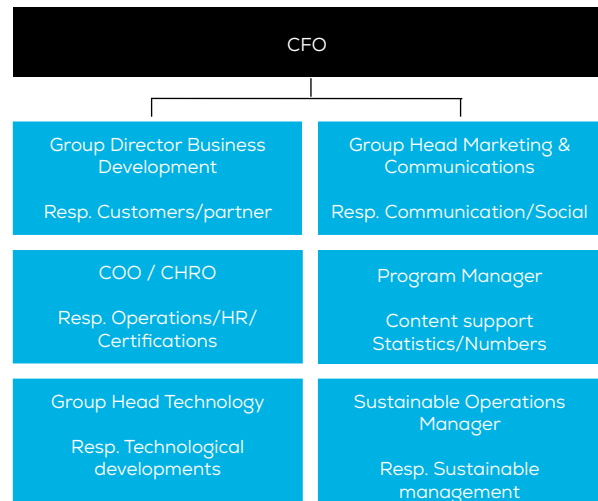 CFO
Group Director Business
Development
Resp. Customers/partner
Group Head Marketing &
Communications
Resp. Communication/Social
COO / CHRO
Resp. Operations/HR/
Certifications
Program Manager
Content support
Statistics/Numbers
Group Head Technology
Resp. Technological
developments
Sustainable Operations
Manager
Resp. Sustainable
management